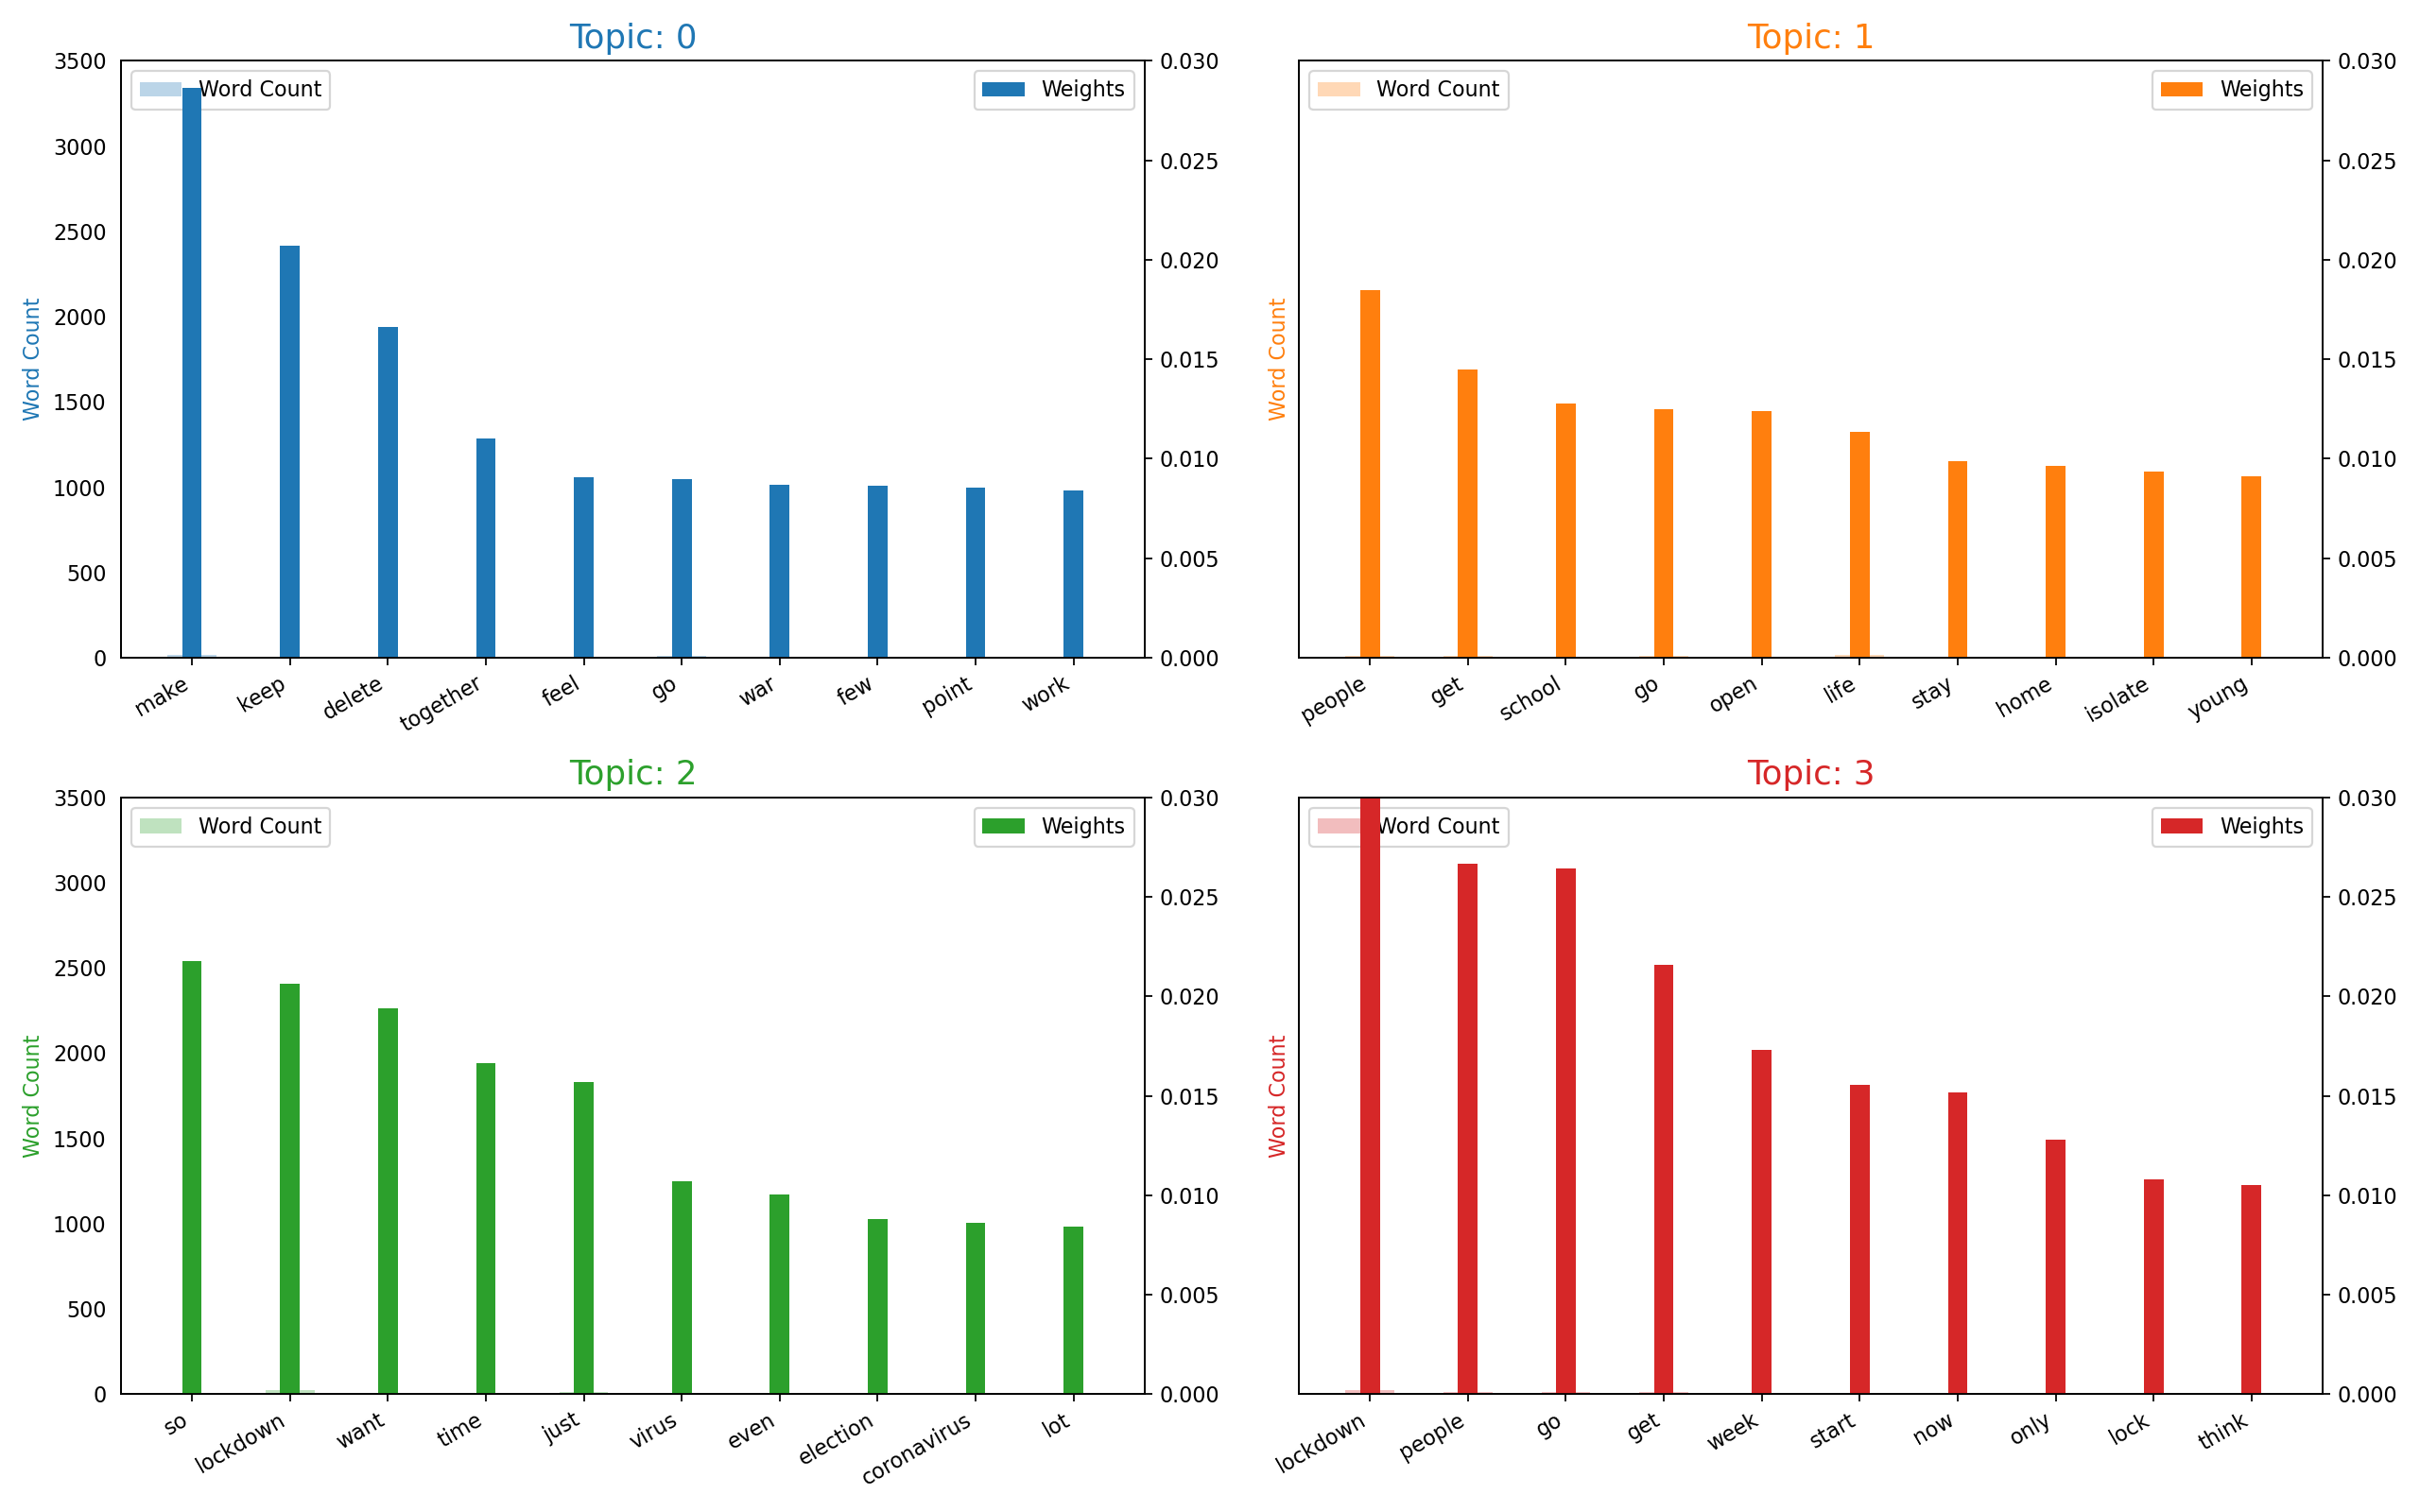 Topic: 0
3500
3000
2500
2000
1500
1000
500
0
Word Count
Word Count
Weights
0.030
0.025
0.020
0.015
0.010
0.005
0.000
make
keep
delete
together
feel
go
war
few
point
work
Topic: 1
Word Count
Word Count
Weights
0.030
0.025
0.020
0.015
0.010
0.005
0.000
people
get
school
go
open
life
stay
home
isolate
young
Topic: 2
3500
3000
2500
2000
1500
1000
500
0
Word Count
Word Count
Weights
0.030
0.025
0.020
0.015
0.010
0.005
0.000
so
lockdown
want
time
just
virus
even
election
coronavirus
lot
Topic: 3
Word Count
Word Count
Weights
0.030
0.025
0.020
0.015
0.010
0.005
0.000
lockdown
people
go
get
week
start
now
only
lock
think